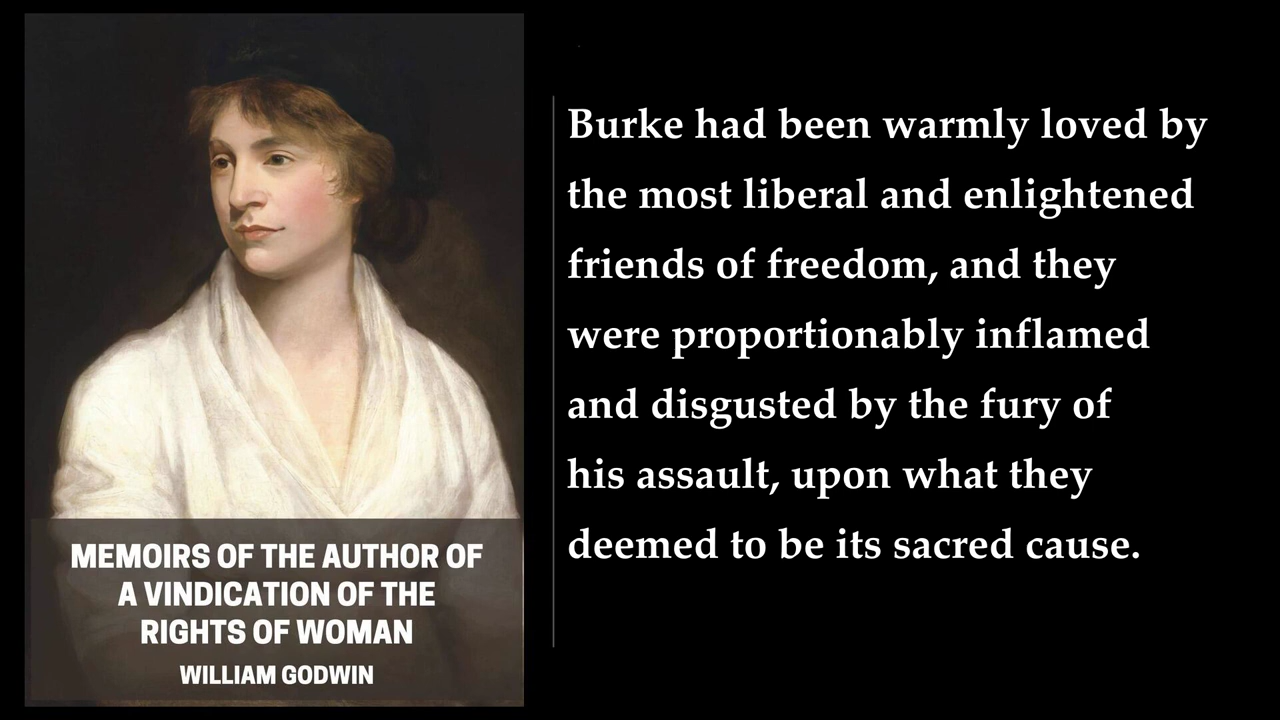 MEMOIRS OF THE AUTHOR OF
A VINDICATION OF THE
RIGHTS OF WOMAN
WILLIAM GODWIN
Burke had been warmly loved by
the most liberal and enlightened
friends of freedom, and they
were proportionably inflamed
and disgusted by the fury of
his assault, upon what they
deemed to be its sacred cause.